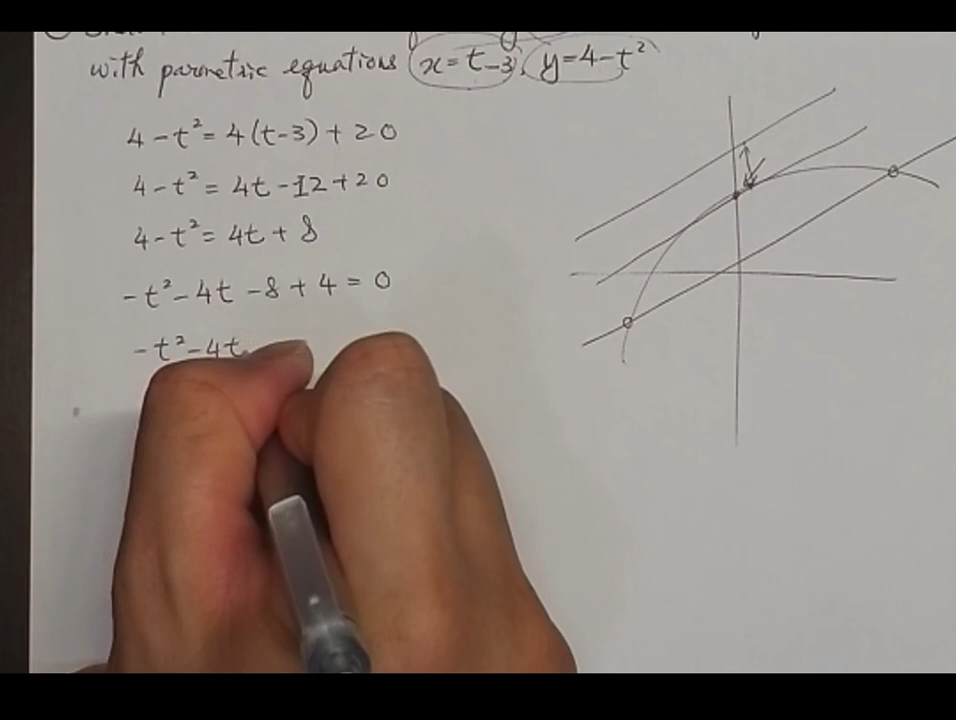 with parametric equations x=t-3, y=4-t²
4-t²=4(t-3)+20
4-t²=4t-12+20
4-t²=4t+8
-t²-4t-8+4=0
-t²-4t